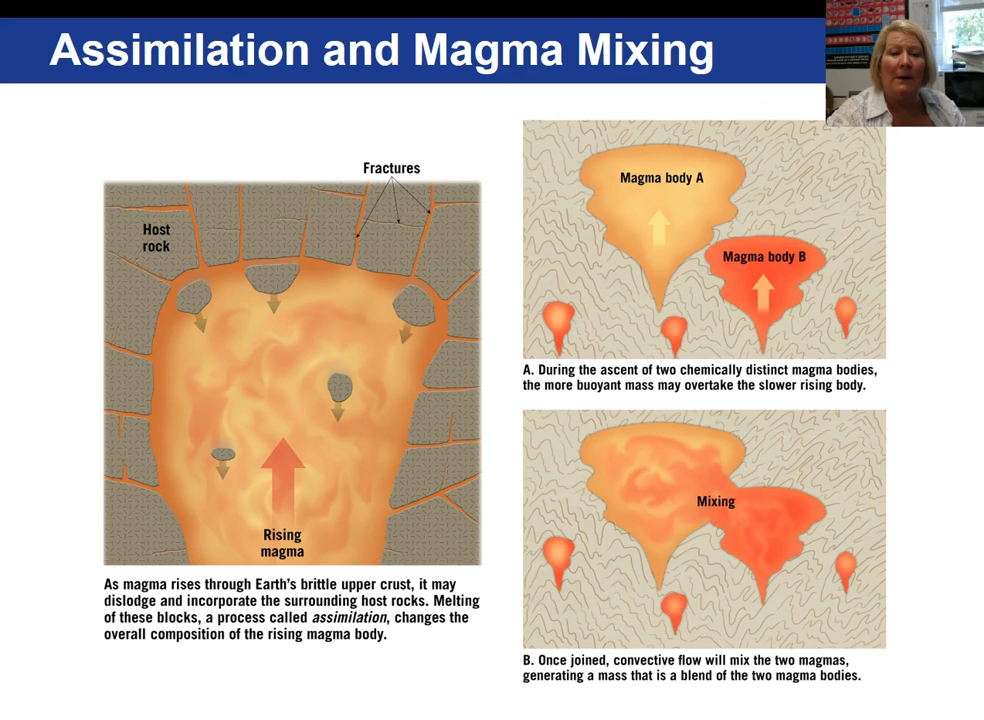 Assimilation and Magma Mixing
Fractures
Host
rock
Rising
magma
As magma rises through Earth's brittle upper crust, it may
dislodge and incorporate the surrounding host rocks. Melting
of these blocks, a process called assimilation, changes the
overall composition of the rising magma body.
Magma body A
Magma body B
A. During the ascent of two chemically distinct magma bodies,
the more buoyant mass may overtake the slower rising body.
Mixing
B. Once joined, convective flow will mix the two magmas,
generating a mass that is a blend of the two magma bodies.